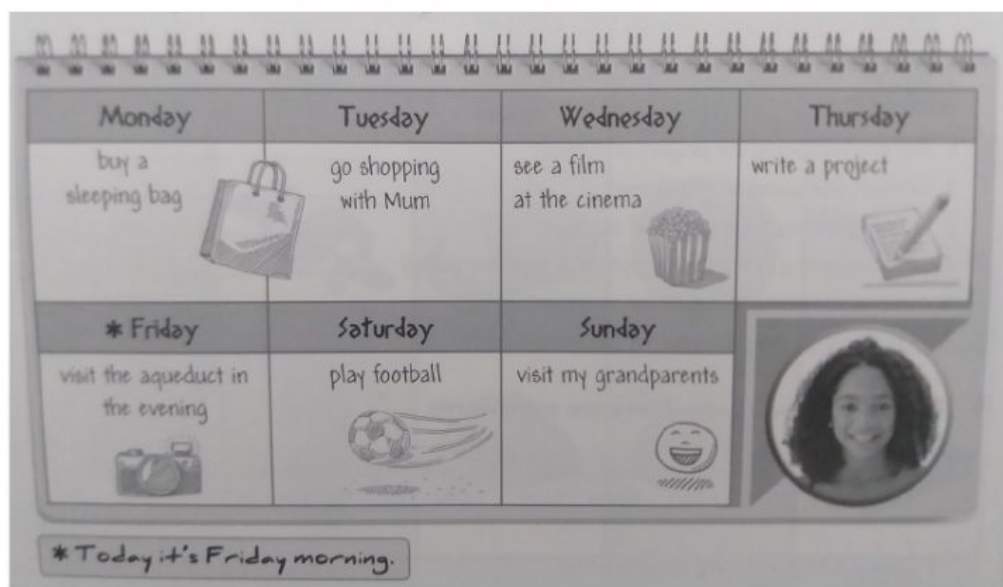 Monday
Tuesday
Wednesday
Thursday
buy a
sleeping bag
go shopping
with Mum
see a film
at the cinema
write a project
* Friday
Saturday
Sunday
visit the aqueduct in
the evening
play football
visit my grandparents
* Today it's Friday morning.